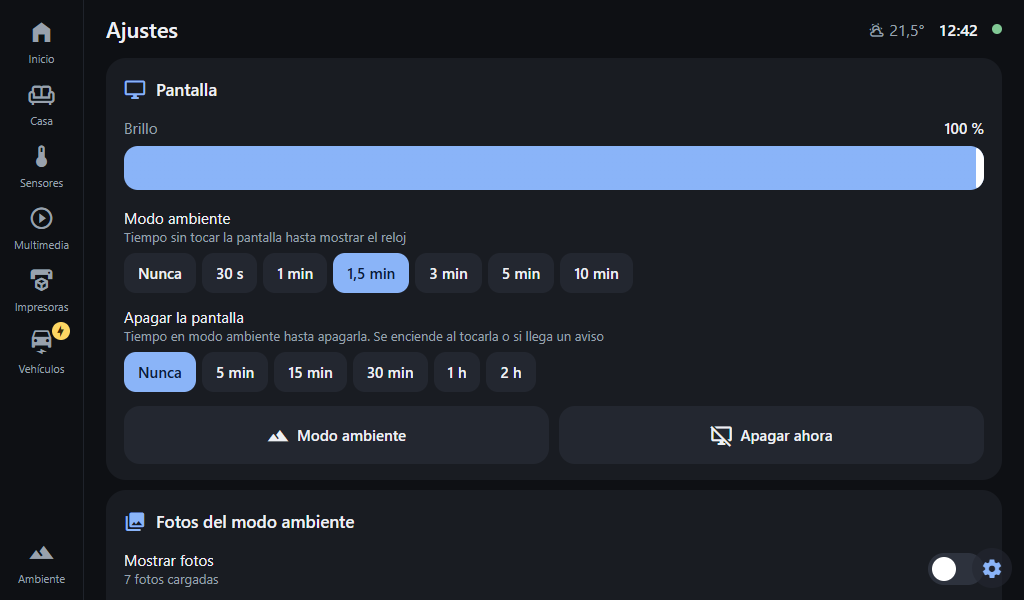 Ajustes
21,5°
12:42
Inicio
Casa
Sensores
Multimedia
Impresoras
Vehículos
Ambiente
Pantalla
Brillo
100 %
Modo ambiente
Tiempo sin tocar la pantalla hasta mostrar el reloj
Nunca 30 s 1 min 1,5 min 3 min 5 min 10 min
Apagar la pantalla
Tiempo en modo ambiente hasta apagarla. Se enciende al tocarla o si llega un aviso
Nunca 5 min 15 min 30 min 1 h 2 h
Modo ambiente
Apagar ahora
Fotos del modo ambiente
Mostrar fotos
7 fotos cargadas